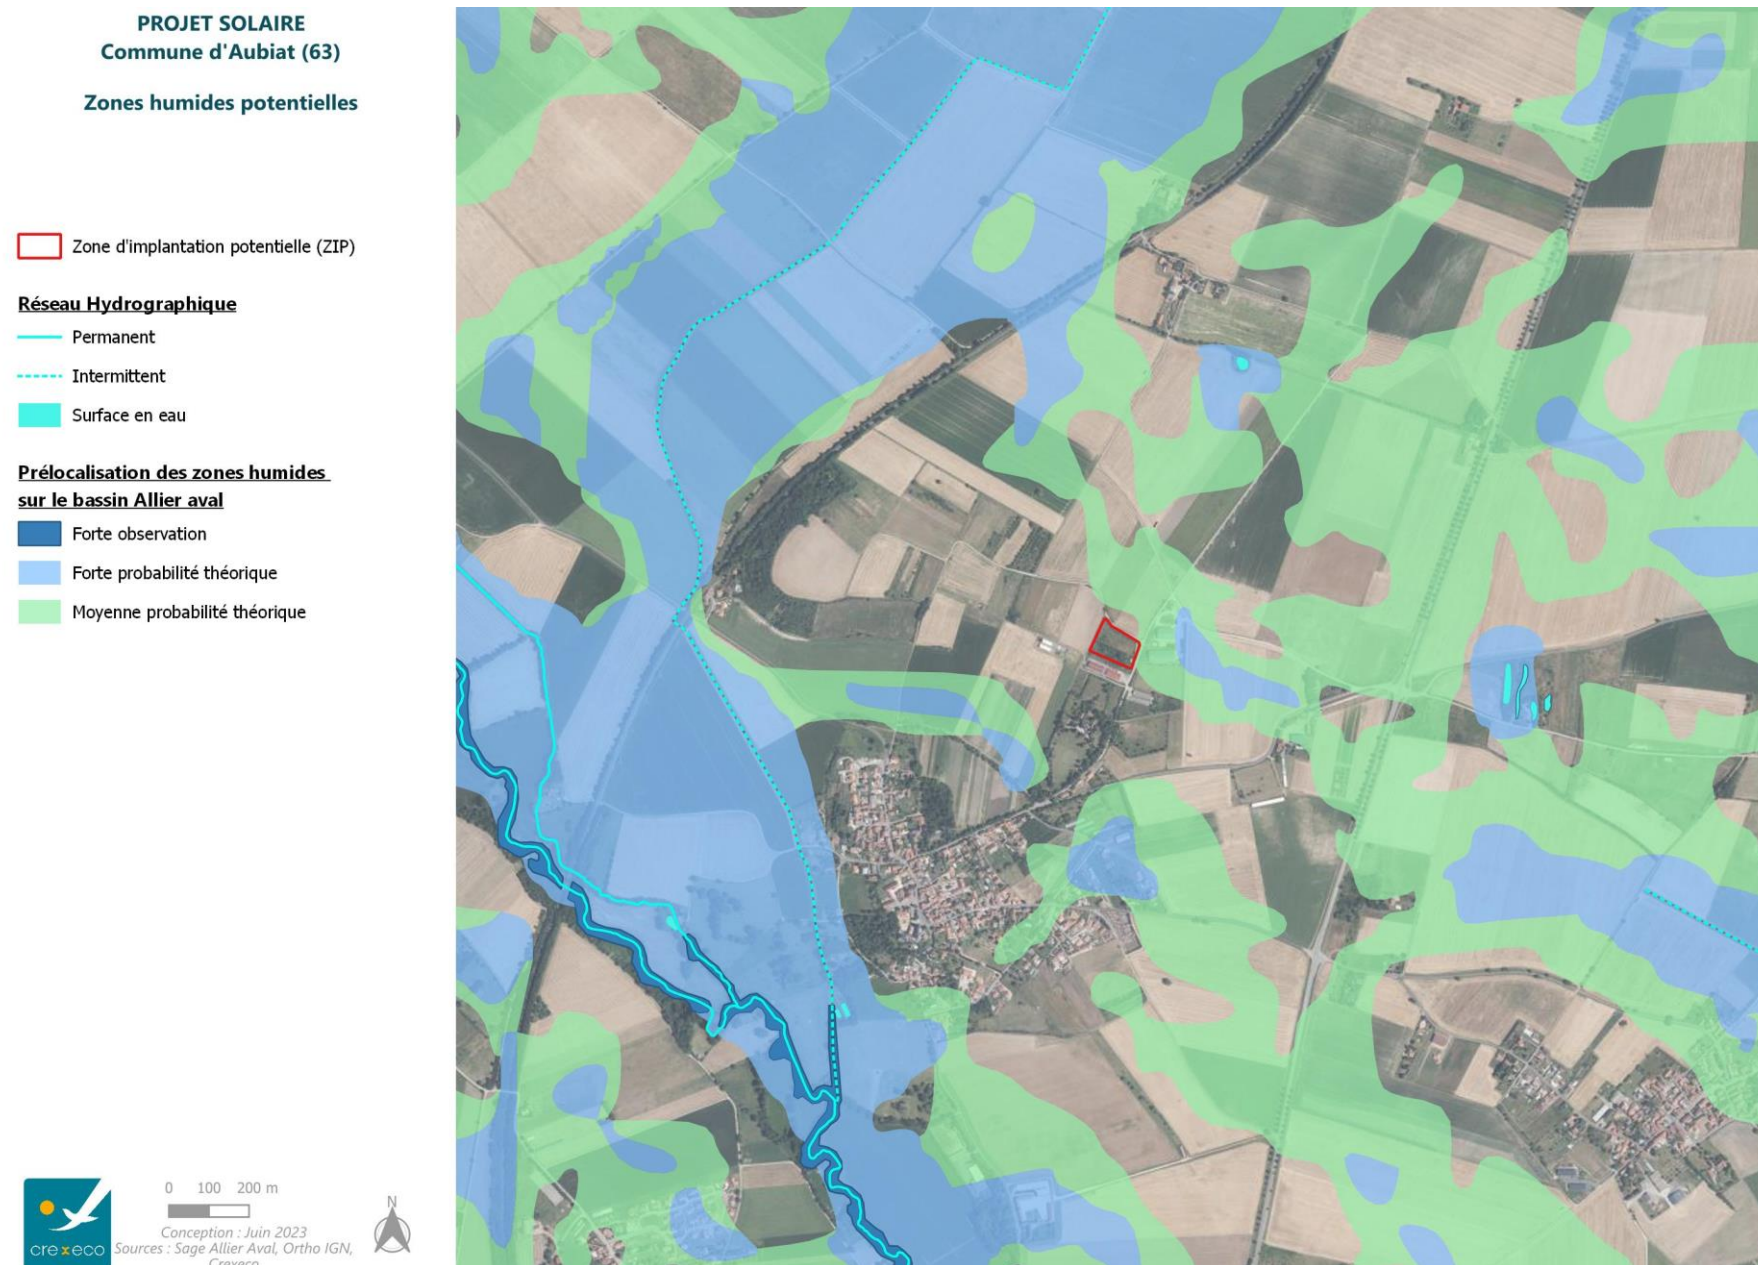 PROJET SOLAIRE
Commune d'Aubiat (63)
Zones humides potentielles
Zone d'implantation potentielle (ZIP)
Réseau Hydrographique
Permanent
Intermittent
Surface en eau
Prélocalisation des zones humides
sur le bassin Allier aval
Forte observation
Forte probabilité théorique
Moyenne probabilité théorique
crexeco
0 100 200 m
N
Conception : Juin 2023
Sources : Sage Allier Aval, Ortho IGN,
Crexeco